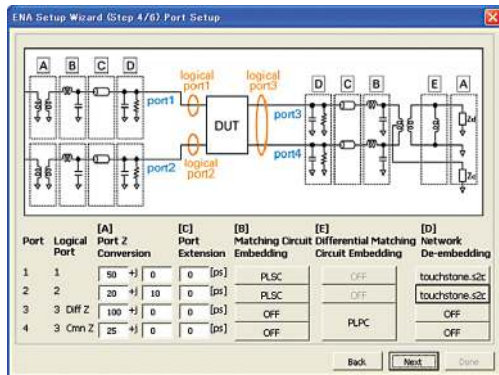 ENA Setup Wizard (Step 4/6) Port Setup
A B C D
logical port1
logical port3
D C B E A
port1
port3
DUT
Zd
port4
port2
logical port2
Zc
[A] [C] [B] [E] [D]
Port Logical Port Port Z Conversion Port Extension Matching Circuit Embedding Differential Matching Circuit Embedding Network De-embedding
1 1 50 +j 0 0 [ps] PLSC OFF touchstone.s2c
2 2 20 +j 10 0 [ps] PLSC OFF touchstone.s2c
3 3 Diff Z 100 +j 0 0 [ps] OFF PLPC OFF
4 3 Cmn Z 25 +j 0 0 [ps] OFF OFF
Back Next Done